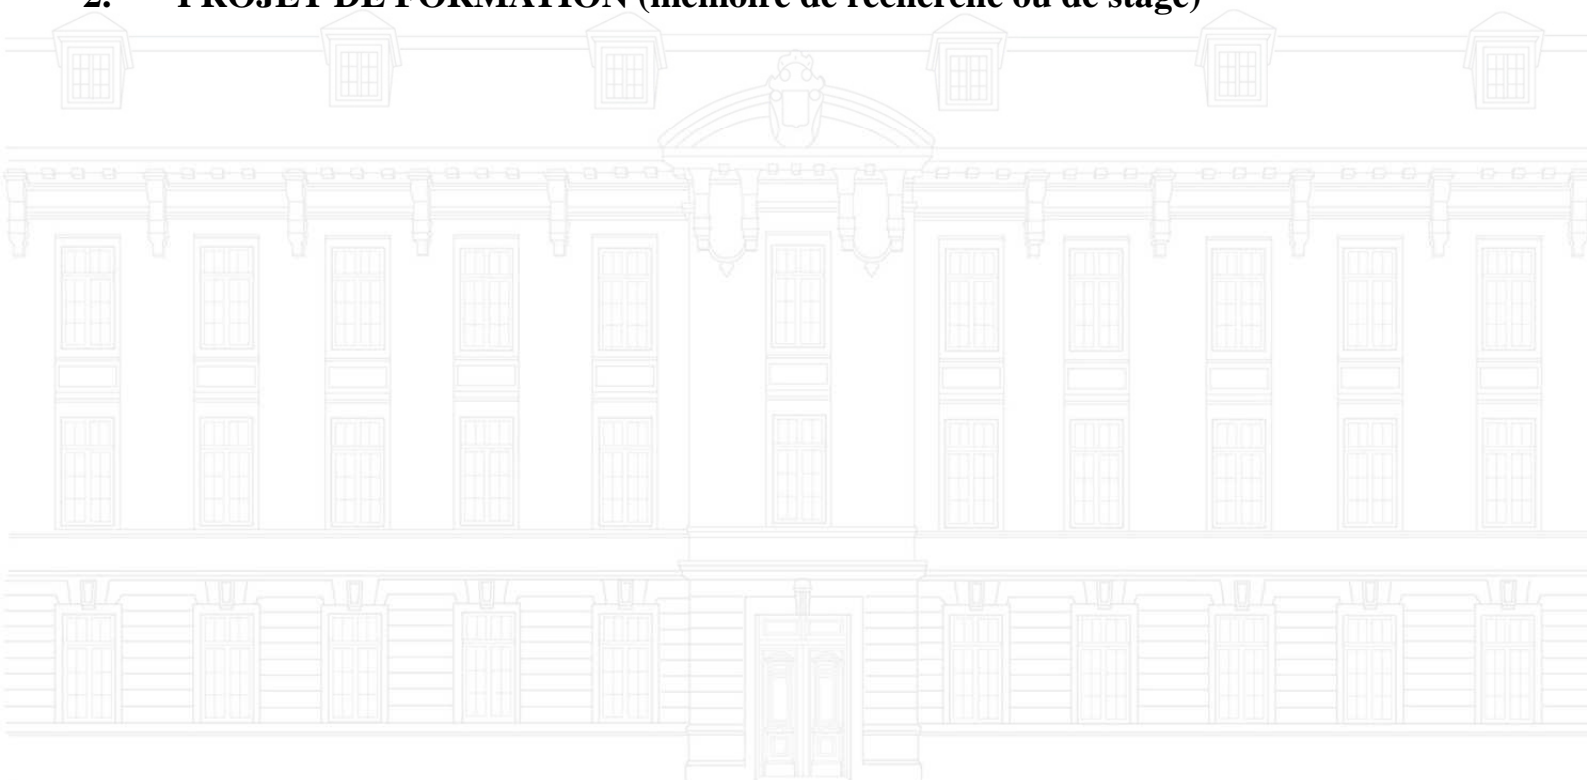 2. PROJET DE FORMATION (mémoire de recherche ou de stage)